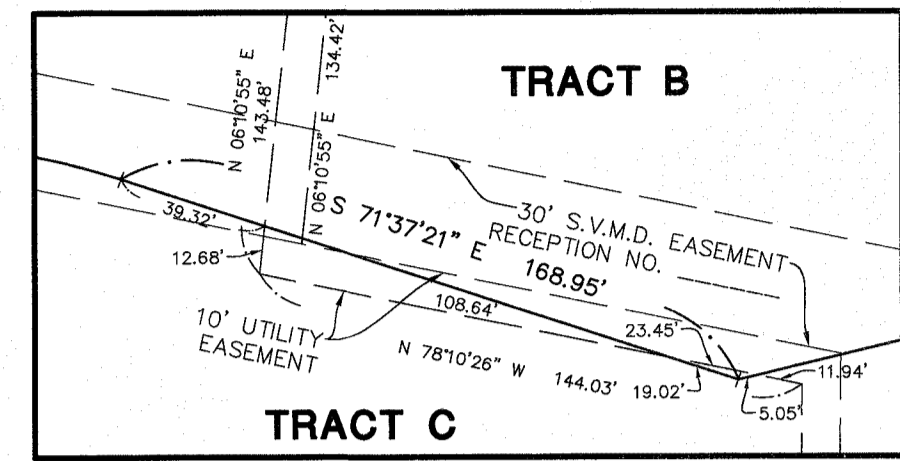 N 06°10'55" E
143.48'
134.42'
N 06°10'55" E
TRACT B
39.32'
S 71°37'21" E 168.95'
30' S.V.M.D. EASEMENT
RECEPTION NO.
12.68'
108.64'
10' UTILITY
EASEMENT
23.45'
N 78°10'26" W 144.03'
19.02'
11.94'
5.05'
TRACT C